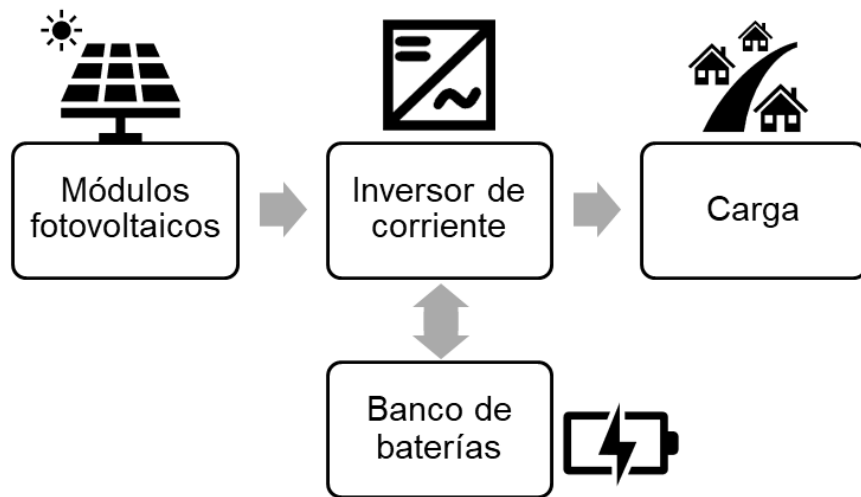 Módulos
fotovoltaicos
Inversor de
corriente
Carga
Banco de
baterías